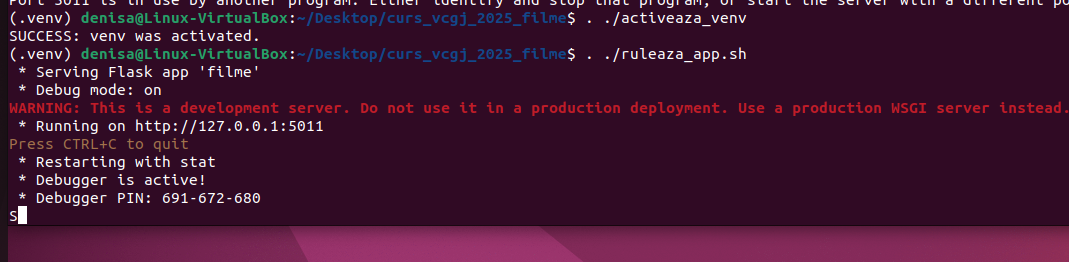 Port 5011 is in use by another program. Either identify and stop that program, or start the server with a different po
(.venv) denisa@Linux-VirtualBox:~/Desktop/curs_vcgj_2025_filme$ . ./activeaza_venv
SUCCESS: venv was activated.
(.venv) denisa@Linux-VirtualBox:~/Desktop/curs_vcgj_2025_filme$ . ./ruleaza_app.sh
 * Serving Flask app 'filme'
 * Debug mode: on
WARNING: This is a development server. Do not use it in a production deployment. Use a production WSGI server instead.
 * Running on http://127.0.0.1:5011
Press CTRL+C to quit
 * Restarting with stat
 * Debugger is active!
 * Debugger PIN: 691-672-680
S